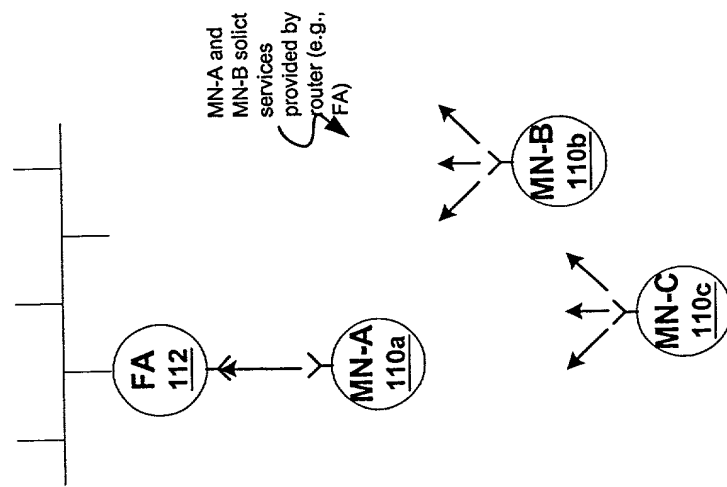 MN-A and
MN-B solict
services
provided by
router (e.g.,
FA)
FA
112
MN-A
110a
MN-B
110b
MN-C
110c